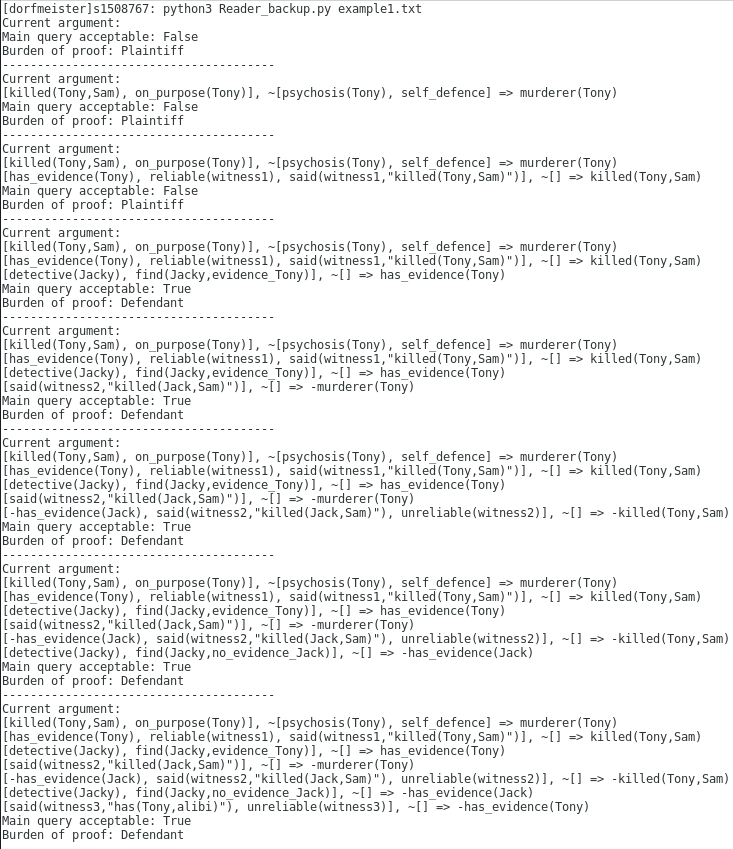 [dorfmeister]s1508767: python3 Reader_backup.py example1.txt
Current argument:
Main query acceptable: False
Burden of proof: Plaintiff
--------------------------------------
Current argument:
[killed(Tony,Sam), on_purpose(Tony)], ~[psychosis(Tony), self_defence] => murderer(Tony)
Main query acceptable: False
Burden of proof: Plaintiff
--------------------------------------
Current argument:
[killed(Tony,Sam), on_purpose(Tony)], ~[psychosis(Tony), self_defence] => murderer(Tony)
[has_evidence(Tony), reliable(witness1), said(witness1,"killed(Tony,Sam)")], ~[] => killed(Tony,Sam)
Main query acceptable: False
Burden of proof: Plaintiff
--------------------------------------
Current argument:
[killed(Tony,Sam), on_purpose(Tony)], ~[psychosis(Tony), self_defence] => murderer(Tony)
[has_evidence(Tony), reliable(witness1), said(witness1,"killed(Tony,Sam)")], ~[] => killed(Tony,Sam)
[detective(Jacky), find(Jacky,evidence_Tony)], ~[] => has_evidence(Tony)
Main query acceptable: True
Burden of proof: Defendant
--------------------------------------
Current argument:
[killed(Tony,Sam), on_purpose(Tony)], ~[psychosis(Tony), self_defence] => murderer(Tony)
[has_evidence(Tony), reliable(witness1), said(witness1,"killed(Tony,Sam)")], ~[] => killed(Tony,Sam)
[detective(Jacky), find(Jacky,evidence_Tony)], ~[] => has_evidence(Tony)
[said(witness2,"killed(Jack,Sam)")], ~[] => -murderer(Tony)
Main query acceptable: True
Burden of proof: Defendant
--------------------------------------
Current argument:
[killed(Tony,Sam), on_purpose(Tony)], ~[psychosis(Tony), self_defence] => murderer(Tony)
[has_evidence(Tony), reliable(witness1), said(witness1,"killed(Tony,Sam)")], ~[] => killed(Tony,Sam)
[detective(Jacky), find(Jacky,evidence_Tony)], ~[] => has_evidence(Tony)
[said(witness2,"killed(Jack,Sam)")], ~[] => -murderer(Tony)
[-has_evidence(Jack), said(witness2,"killed(Jack,Sam)"), unreliable(witness2)], ~[] => -killed(Tony,Sam)
Main query acceptable: True
Burden of proof: Defendant
--------------------------------------
Current argument:
[killed(Tony,Sam), on_purpose(Tony)], ~[psychosis(Tony), self_defence] => murderer(Tony)
[has_evidence(Tony), reliable(witness1), said(witness1,"killed(Tony,Sam)")], ~[] => killed(Tony,Sam)
[detective(Jacky), find(Jacky,evidence_Tony)], ~[] => has_evidence(Tony)
[said(witness2,"killed(Jack,Sam)")], ~[] => -murderer(Tony)
[-has_evidence(Jack), said(witness2,"killed(Jack,Sam)"), unreliable(witness2)], ~[] => -killed(Tony,Sam)
[detective(Jacky), find(Jacky,no_evidence_Jack)], ~[] => -has_evidence(Jack)
Main query acceptable: True
Burden of proof: Defendant
--------------------------------------
Current argument:
[killed(Tony,Sam), on_purpose(Tony)], ~[psychosis(Tony), self_defence] => murderer(Tony)
[has_evidence(Tony), reliable(witness1), said(witness1,"killed(Tony,Sam)")], ~[] => killed(Tony,Sam)
[detective(Jacky), find(Jacky,evidence_Tony)], ~[] => has_evidence(Tony)
[said(witness2,"killed(Jack,Sam)")], ~[] => -murderer(Tony)
[-has_evidence(Jack), said(witness2,"killed(Jack,Sam)"), unreliable(witness2)], ~[] => -killed(Tony,Sam)
[detective(Jacky), find(Jacky,no_evidence_Jack)], ~[] => -has_evidence(Jack)
[said(witness3,"has(Tony,alibi)"), unreliable(witness3)], ~[] => -has_evidence(Tony)
Main query acceptable: True
Burden of proof: Defendant